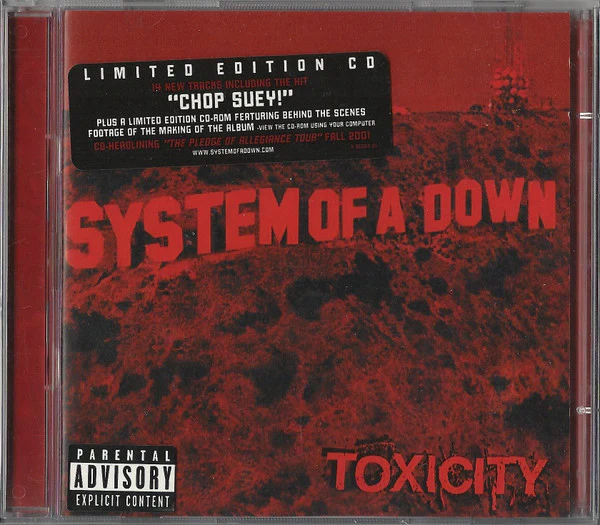 LIMITED EDITION CD
14 NEW TRACKS INCLUDING THE HIT
"CHOP SUEY!"
PLUS A LIMITED EDITION CD-ROM FEATURING BEHIND THE SCENES
FOOTAGE OF THE MAKING OF THE ALBUM -VIEW THE CD-ROM USING YOUR COMPUTER
CO-HEADLINING "THE PLEDGE OF ALLEGIANCE TOUR" FALL 2001
WWW.SYSTEMOFADOWN.COM
SYSTEM OF A DOWN
PARENTAL
ADVISORY
EXPLICIT CONTENT
TOXICITY